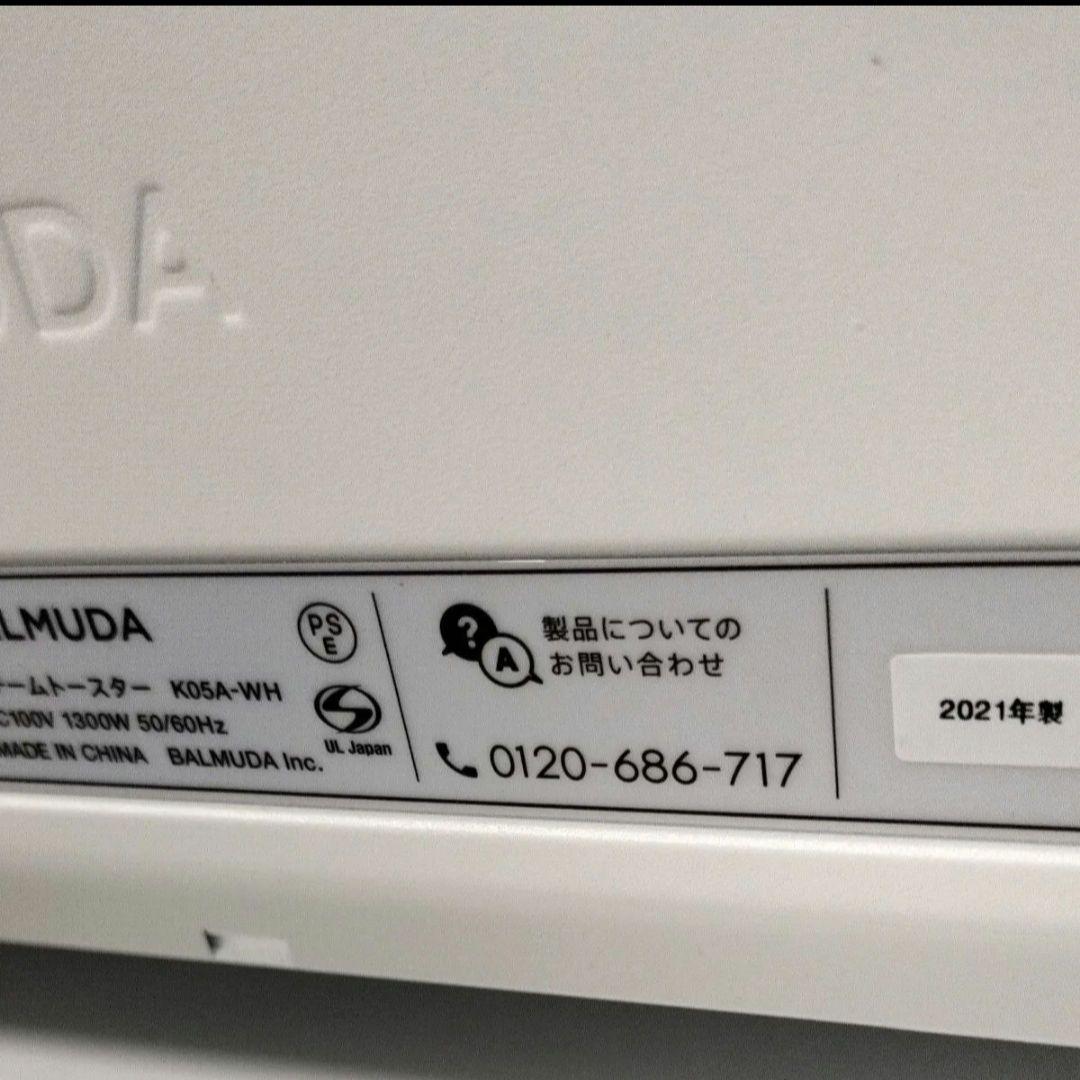 UDA.
LMUDA
ームトースター K05A-WH
C100V 1300W 50/60Hz
MADE IN CHINA BALMUDA Inc.
PS
E
S
UL Japan
?
A
製品についての
お問い合わせ
0120-686-717
2021年製